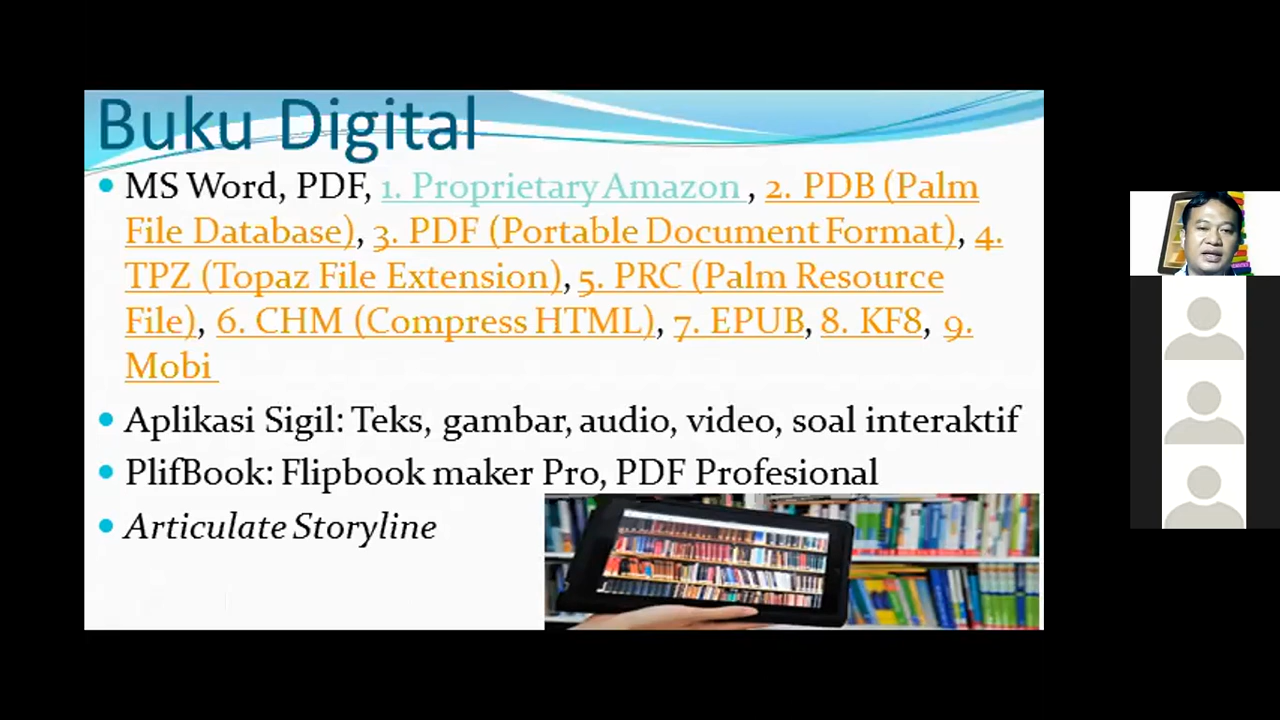 Buku Digital
MS Word, PDF, 1. Proprietary Amazon , 2. PDB (Palm
File Database), 3. PDF (Portable Document Format), 4.
TPZ (Topaz File Extension), 5. PRC (Palm Resource
File), 6. CHM (Compress HTML), 7. EPUB, 8. KF8, 9.
Mobi
Aplikasi Sigil: Teks, gambar, audio, video, soal interaktif
PlifBook: Flipbook maker Pro, PDF Profesional
Articulate Storyline